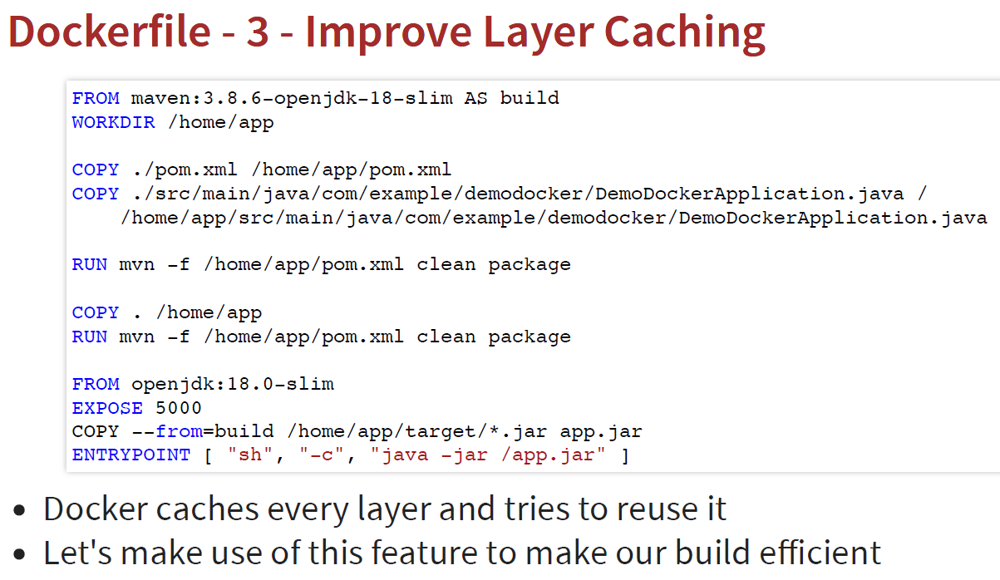 Dockerfile - 3 - Improve Layer Caching
FROM maven:3.8.6-openjdk-18-slim AS build
WORKDIR /home/app
COPY ./pom.xml /home/app/pom.xml
COPY ./src/main/java/com/example/demodocker/DemoDockerApplication.java /
/home/app/src/main/java/com/example/demodocker/DemoDockerApplication.java
RUN mvn -f /home/app/pom.xml clean package
COPY . /home/app
RUN mvn -f /home/app/pom.xml clean package
FROM openjdk:18.0-slim
EXPOSE 5000
COPY --from=build /home/app/target/*.jar app.jar
ENTRYPOINT [ "sh", "-c", "java -jar /app.jar" ]
• Docker caches every layer and tries to reuse it
• Let's make use of this feature to make our build efficient